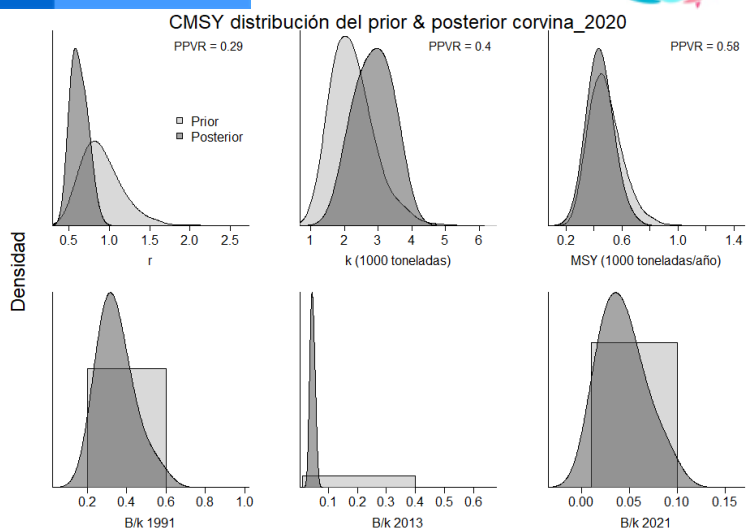 CMSY distribución del prior & posterior corvina_2020
PPVR = 0.29
PPVR = 0.4
PPVR = 0.58
Prior
Posterior
0.5 1.0 1.5 2.0 2.5
r
1 2 3 4 5 6
k (1000 toneladas)
0.2 0.6 1.0 1.4
MSY (1000 toneladas/año)
Densidad
0.2 0.4 0.6 0.8 1.0
B/k 1991
0.1 0.2 0.3 0.4 0.5 0.6
B/k 2013
0.00 0.05 0.10 0.15
B/k 2021